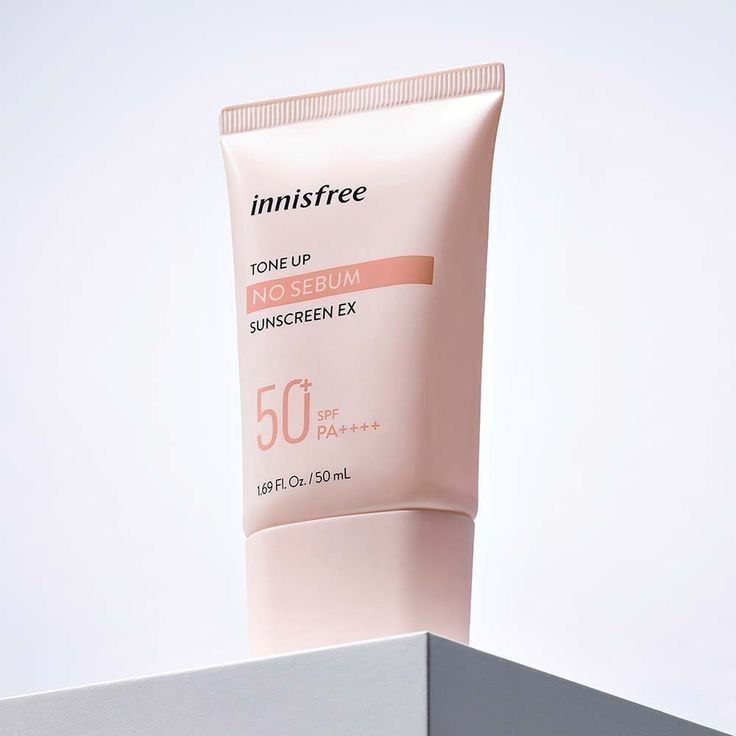 innisfree
TONE UP
NO SEBUM
SUNSCREEN EX
50+
SPF
PA++++
1.69 Fl. Oz. / 50 mL